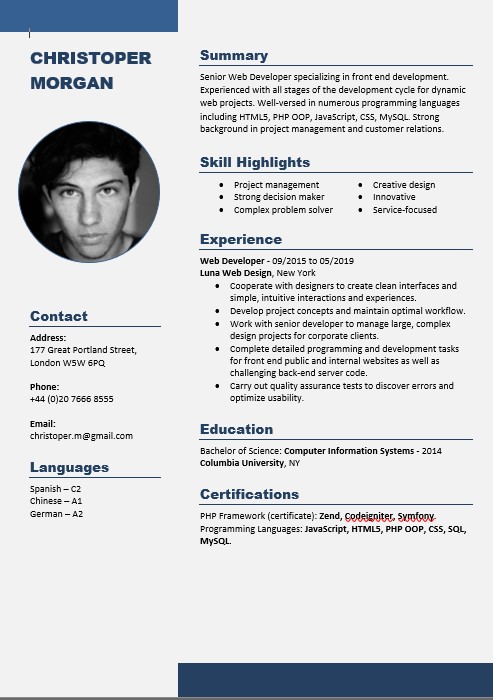 CHRISTOPER
MORGAN
Contact
Address:
177 Great Portland Street,
London W5W 6PQ
Phone:
+44 (0)20 7666 8555
Email:
christoper.m@gmail.com
Languages
Spanish – C2
Chinese – A1
German – A2
Summary
Senior Web Developer specializing in front end development.
Experienced with all stages of the development cycle for dynamic
web projects. Well-versed in numerous programming languages
including HTML5, PHP OOP, JavaScript, CSS, MySQL. Strong
background in project management and customer relations.
Skill Highlights
• Project management
• Strong decision maker
• Complex problem solver
• Creative design
• Innovative
• Service-focused
Experience
Web Developer - 09/2015 to 05/2019
Luna Web Design, New York
• Cooperate with designers to create clean interfaces and
simple, intuitive interactions and experiences.
• Develop project concepts and maintain optimal workflow.
• Work with senior developer to manage large, complex
design projects for corporate clients.
• Complete detailed programming and development tasks
for front end public and internal websites as well as
challenging back-end server code.
• Carry out quality assurance tests to discover errors and
optimize usability.
Education
Bachelor of Science: Computer Information Systems - 2014
Columbia University, NY
Certifications
PHP Framework (certificate): Zend, Codeigniter, Symfony.
Programming Languages: JavaScript, HTML5, PHP OOP, CSS, SQL,
MySQL.